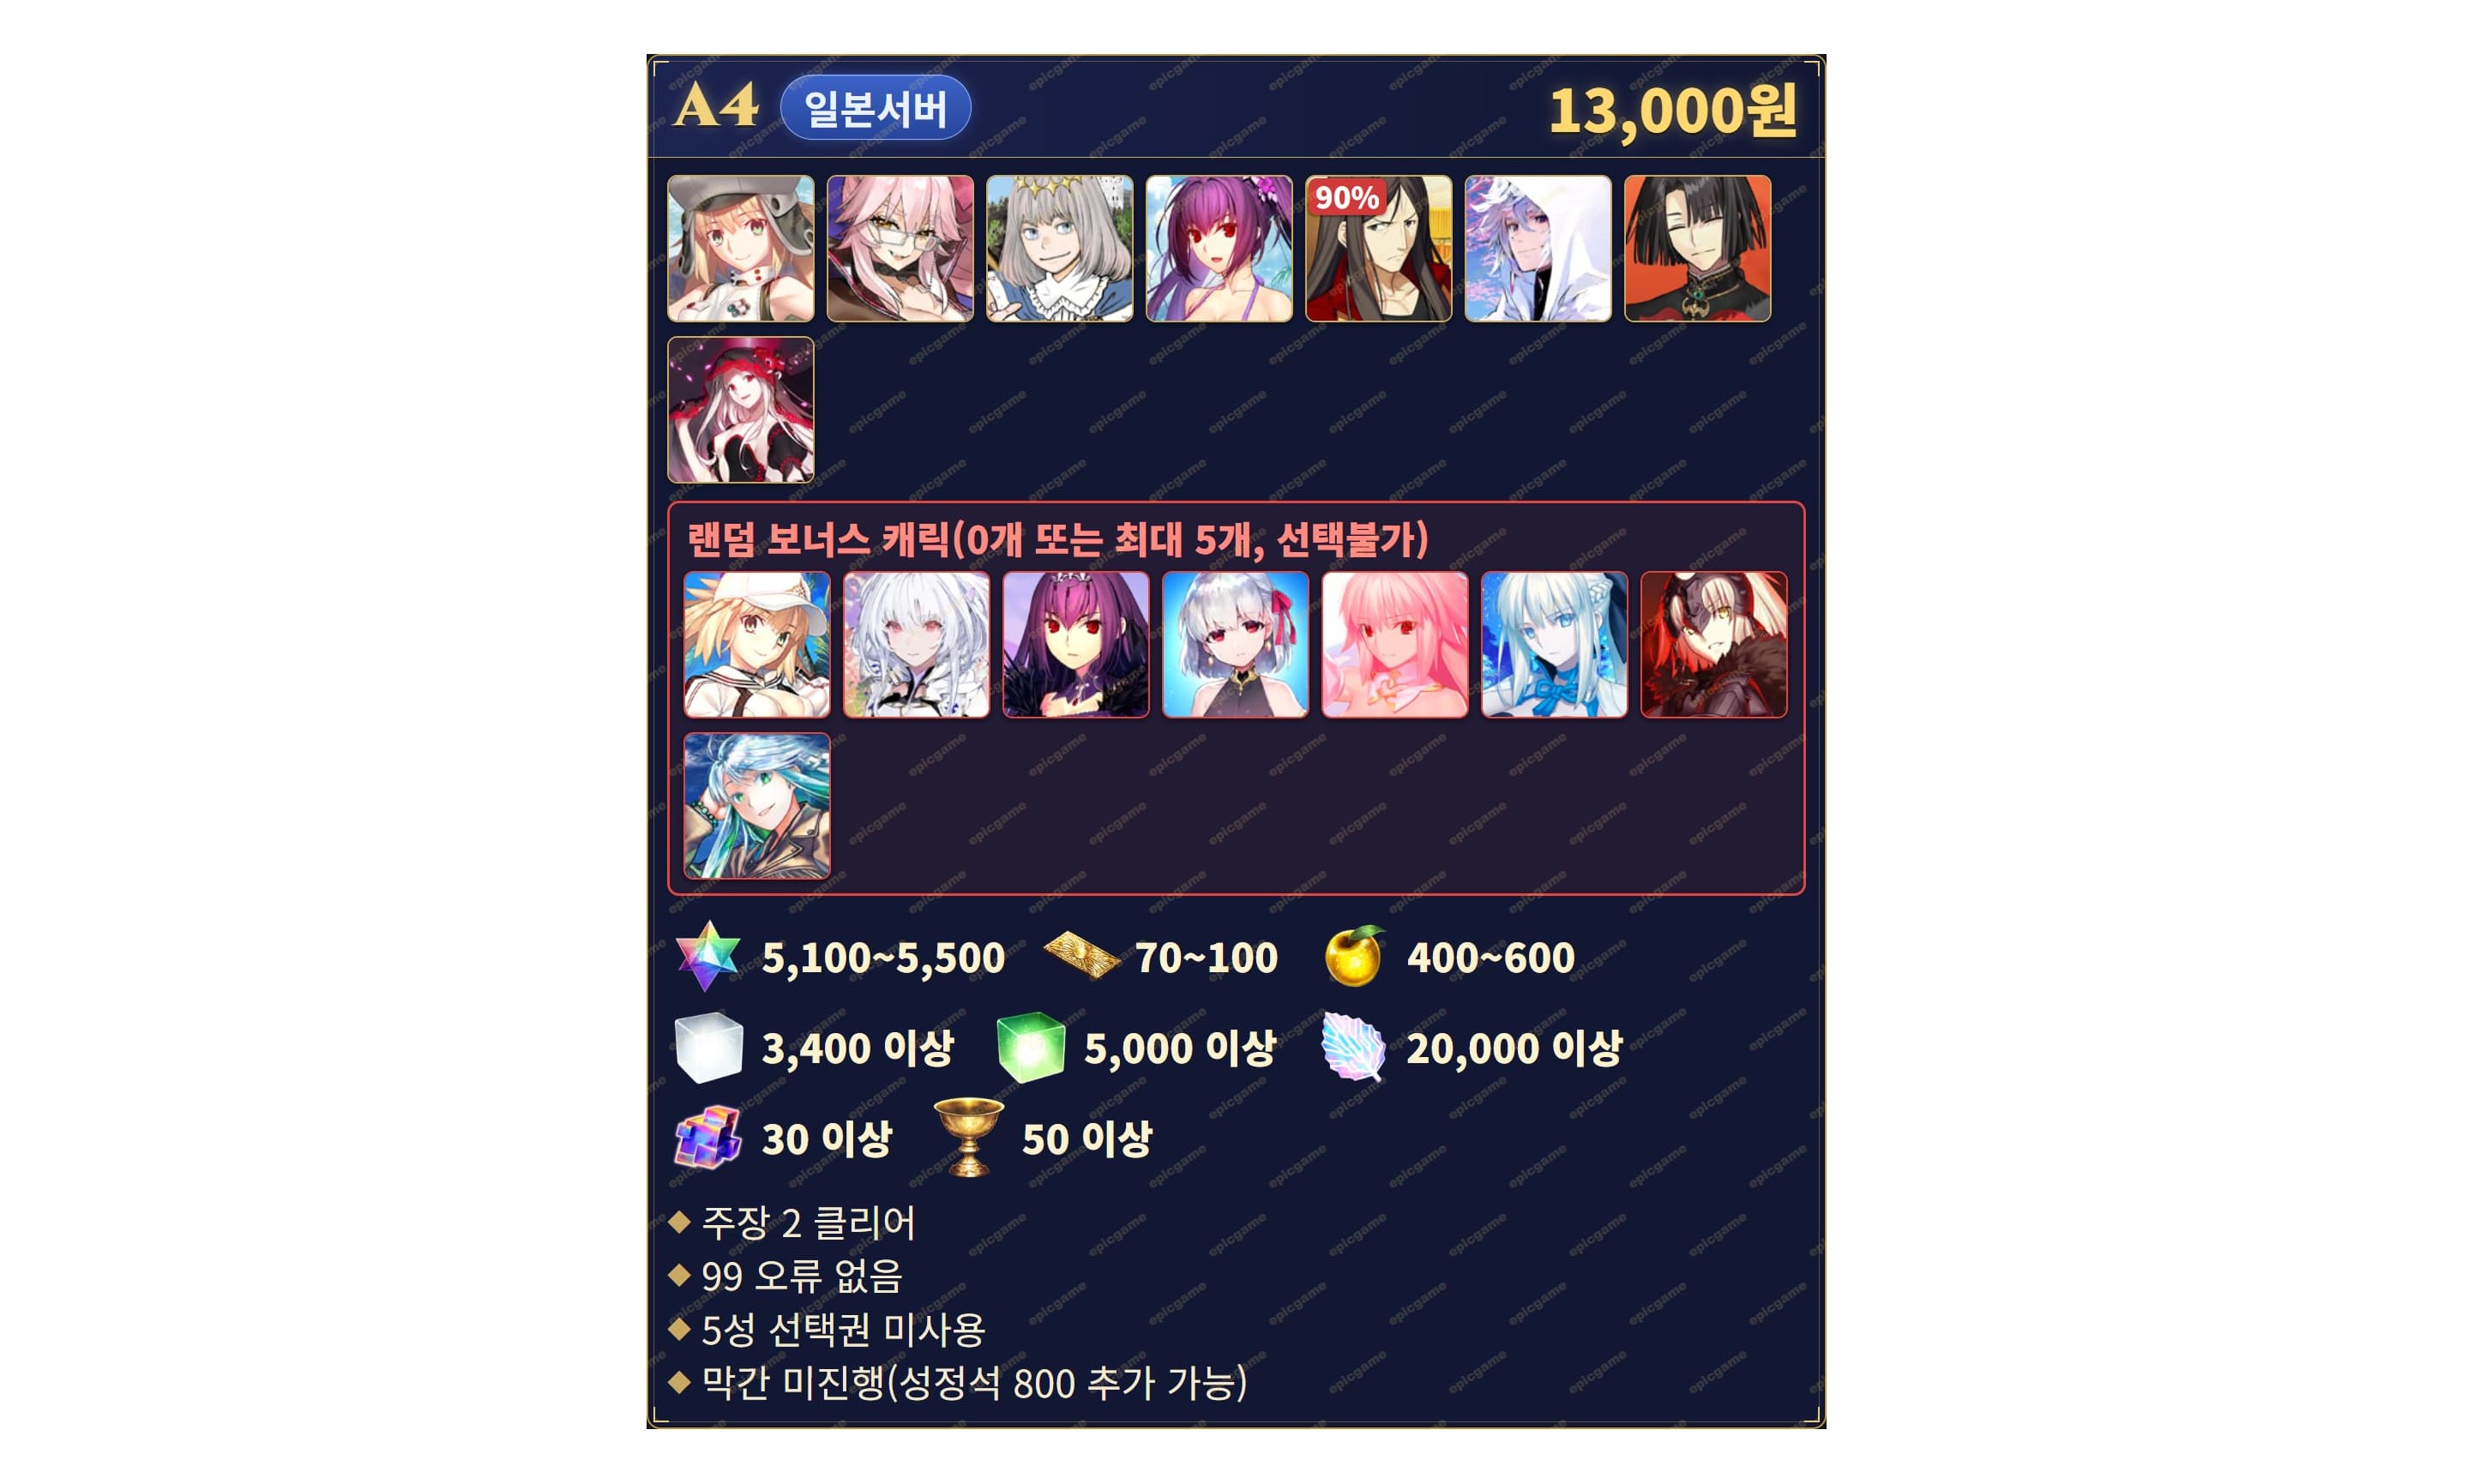 A4 일본서버 13,000원
90%
랜덤 보너스 캐릭(0개 또는 최대 5개, 선택불가)
5,100~5,500 70~100 400~600
3,400 이상 5,000 이상 20,000 이상
30 이상 50 이상
◆ 주장 2 클리어
◆ 99 오류 없음
◆ 5성 선택권 미사용
◆ 막간 미진행(성정석 800 추가 가능)
epicgame